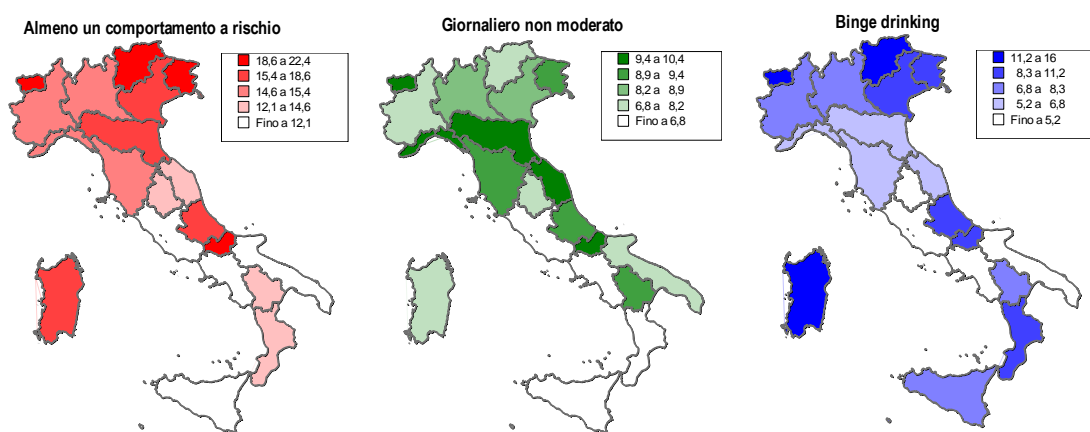 Almeno un comportamento a rischio
18,6 a 22,4
15,4 a 18,6
14,6 a 15,4
12,1 a 14,6
Fino a 12,1
Giornaliero non moderato
9,4 a 10,4
8,9 a 9,4
8,2 a 8,9
6,8 a 8,2
Fino a 6,8
Binge drinking
11,2 a 16
8,3 a 11,2
6,8 a 8,3
5,2 a 6,8
Fino a 5,2